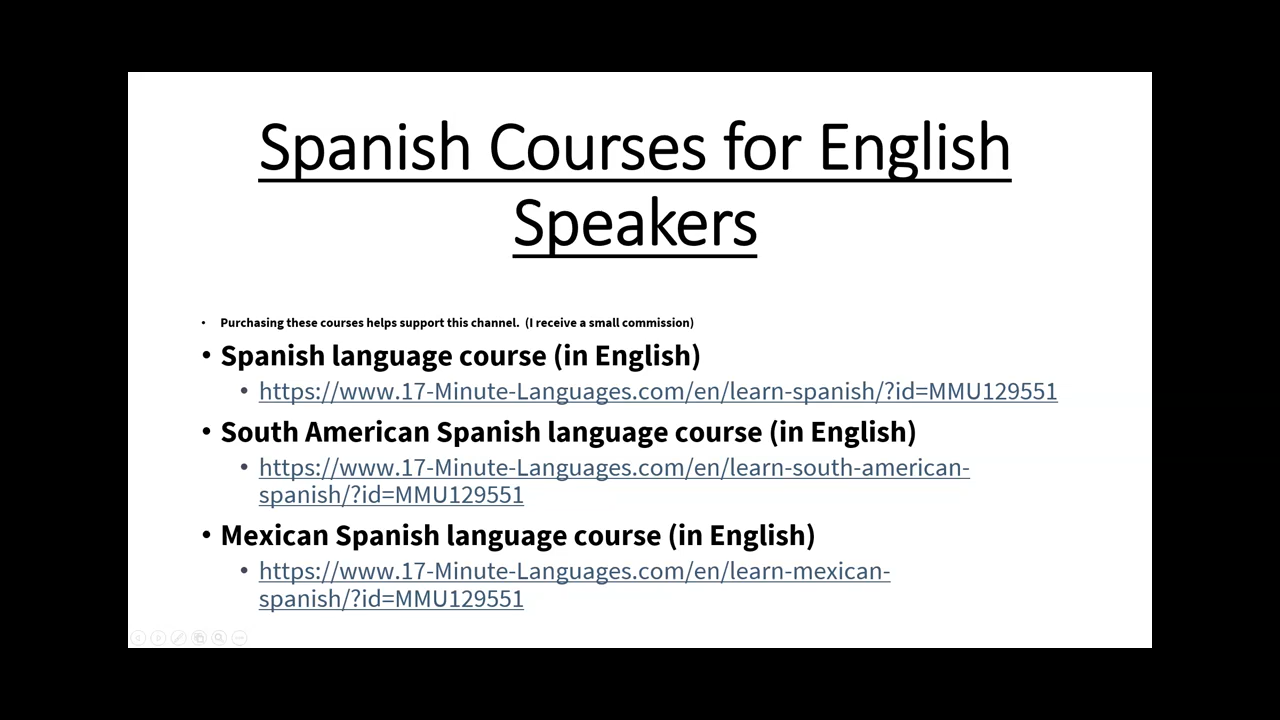 Spanish Courses for English
Speakers
• Purchasing these courses helps support this channel. (I receive a small commission)
• Spanish language course (in English)
• https://www.17-Minute-Languages.com/en/learn-spanish/?id=MMU129551
• South American Spanish language course (in English)
• https://www.17-Minute-Languages.com/en/learn-south-american-
spanish/?id=MMU129551
• Mexican Spanish language course (in English)
• https://www.17-Minute-Languages.com/en/learn-mexican-
spanish/?id=MMU129551